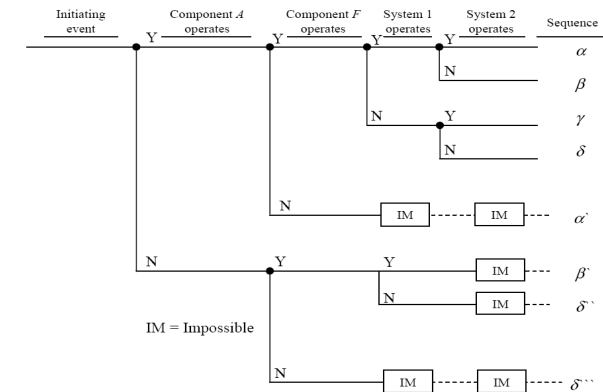 Initiating event
Component A operates
Component F operates
System 1 operates
System 2 operates
Sequence
Y Y Y Y α
N β
N Y γ
N δ
N IM IM α`
N Y Y IM β`
N IM δ``
IM = Impossible
N IM IM δ```